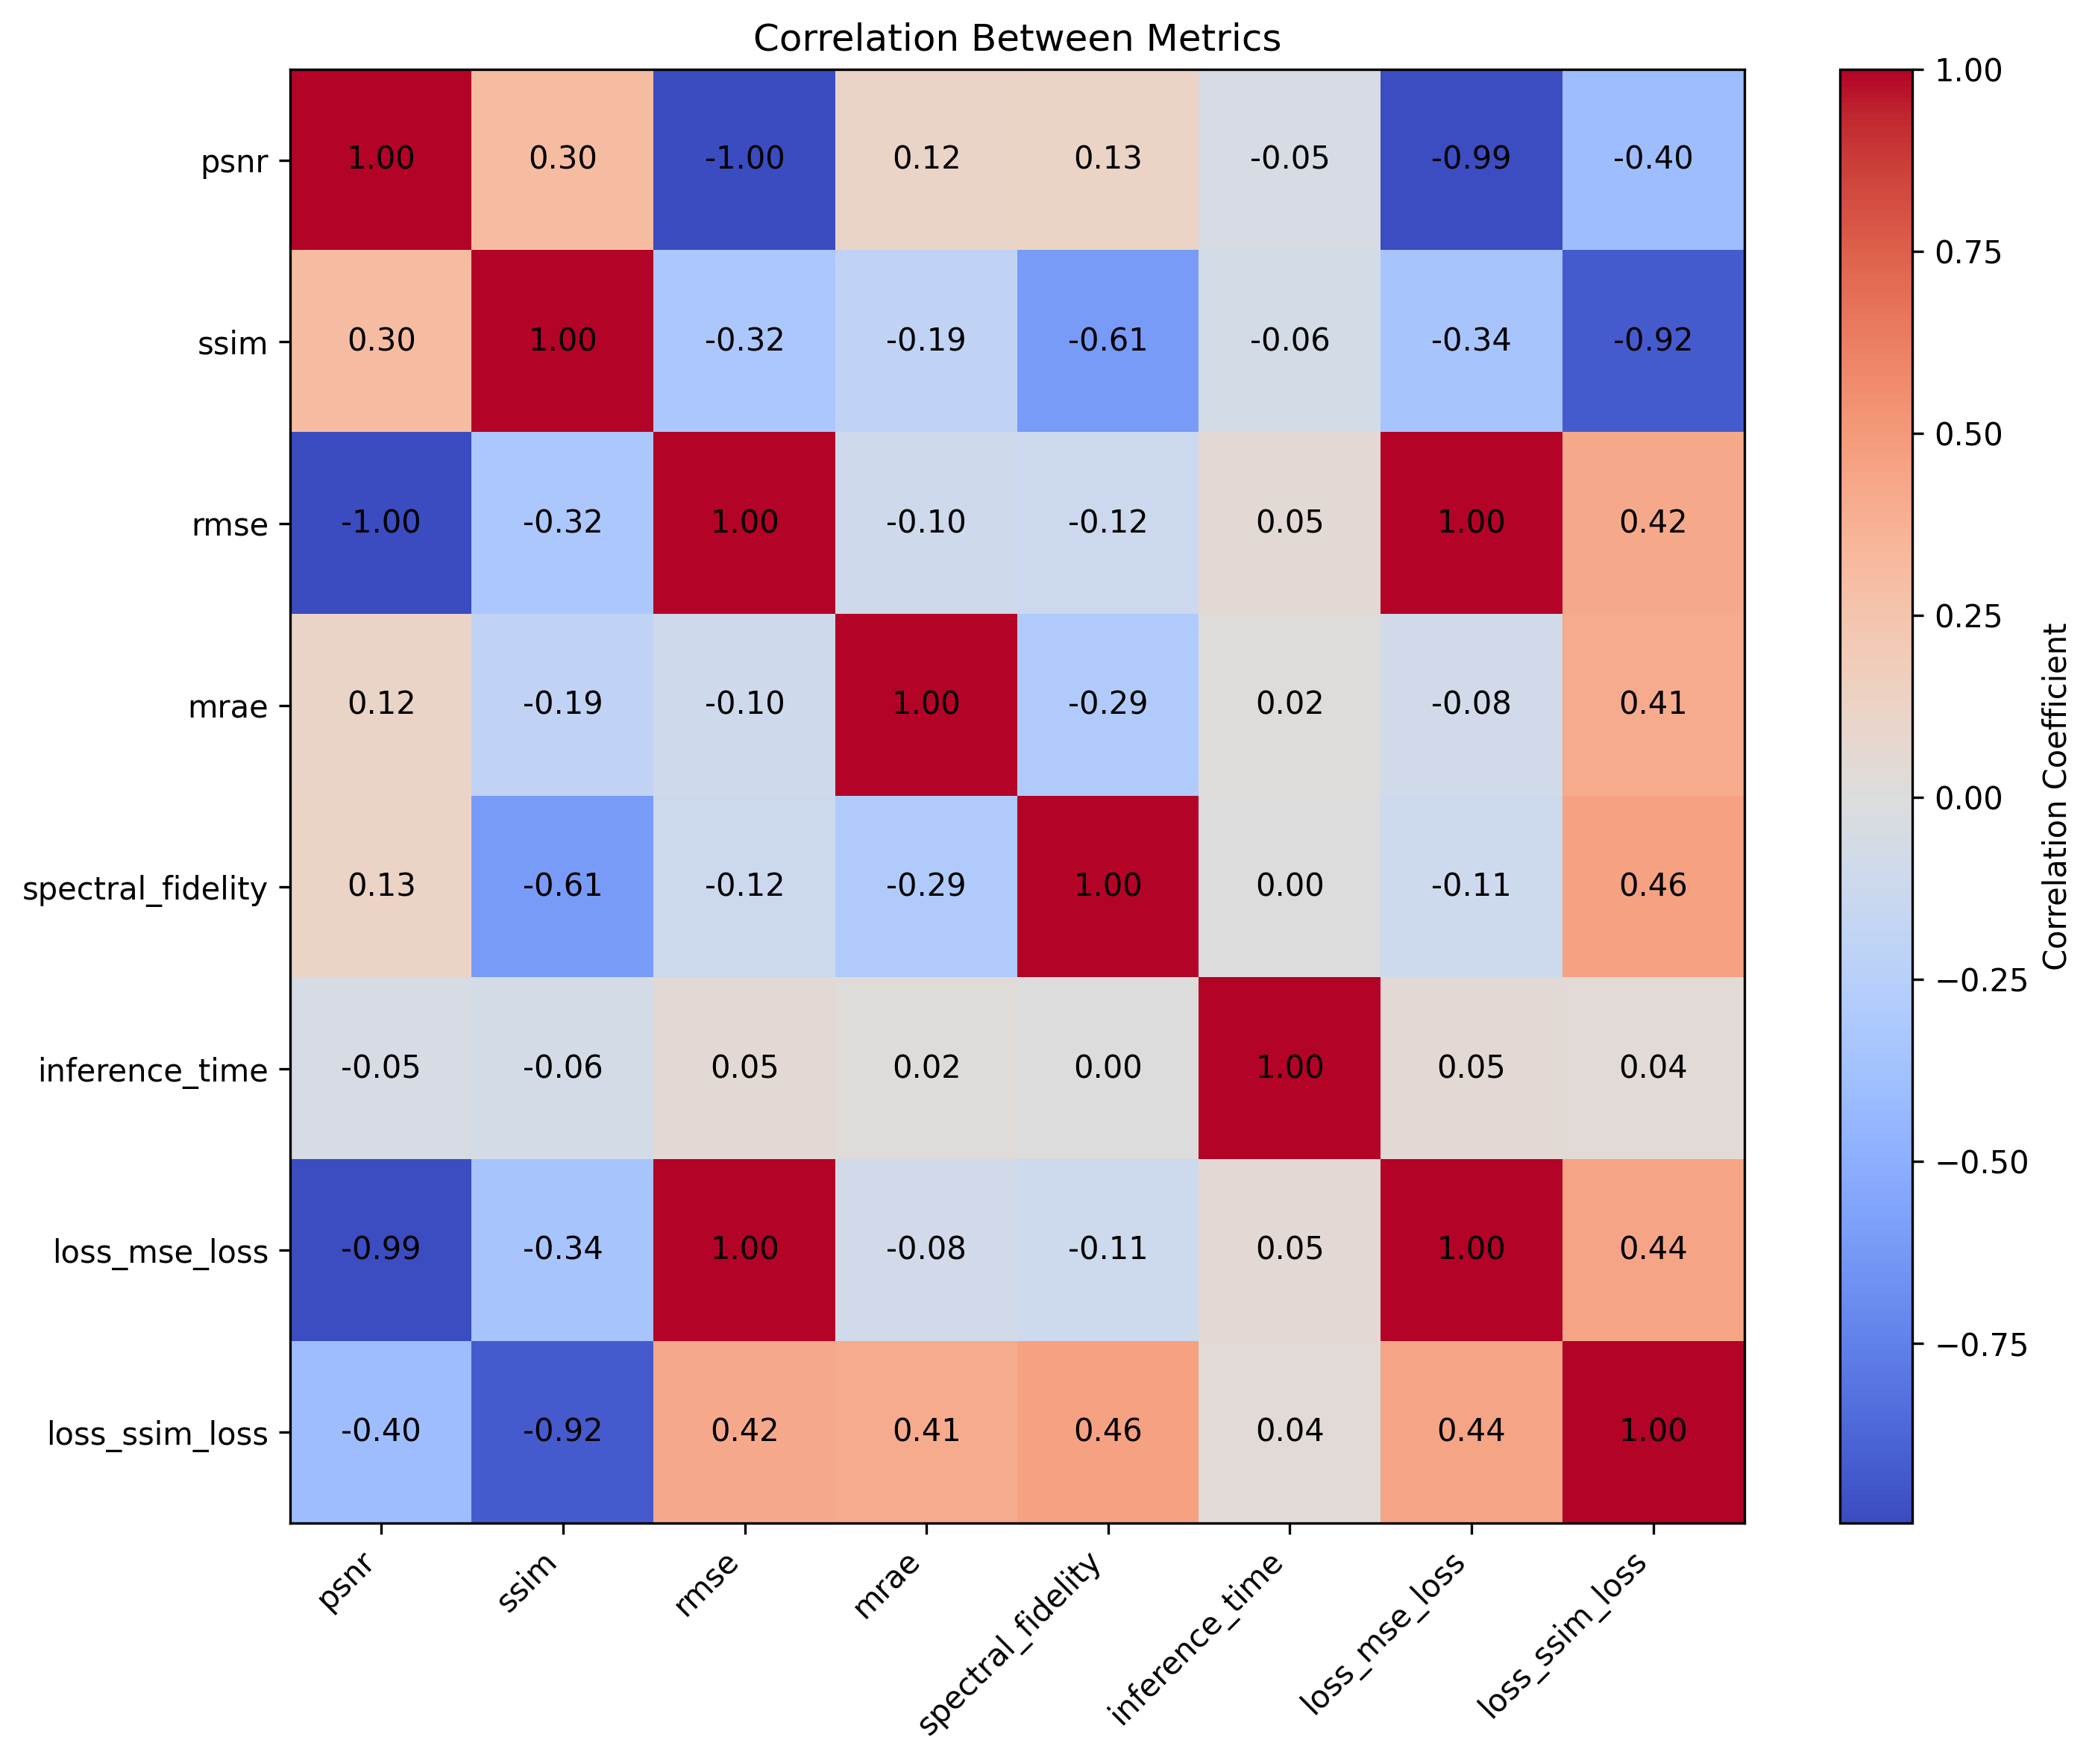 Correlation Between Metrics
psnr 1.00 0.30 -1.00 0.12 0.13 -0.05 -0.99 -0.40
ssim 0.30 1.00 -0.32 -0.19 -0.61 -0.06 -0.34 -0.92
rmse -1.00 -0.32 1.00 -0.10 -0.12 0.05 1.00 0.42
mrae 0.12 -0.19 -0.10 1.00 -0.29 0.02 -0.08 0.41
spectral_fidelity 0.13 -0.61 -0.12 -0.29 1.00 0.00 -0.11 0.46
inference_time -0.05 -0.06 0.05 0.02 0.00 1.00 0.05 0.04
loss_mse_loss -0.99 -0.34 1.00 -0.08 -0.11 0.05 1.00 0.44
loss_ssim_loss -0.40 -0.92 0.42 0.41 0.46 0.04 0.44 1.00
psnr ssim rmse mrae spectral_fidelity inference_time loss_mse_loss loss_ssim_loss
1.00
0.75
0.50
0.25
0.00
−0.25
−0.50
−0.75
Correlation Coefficient